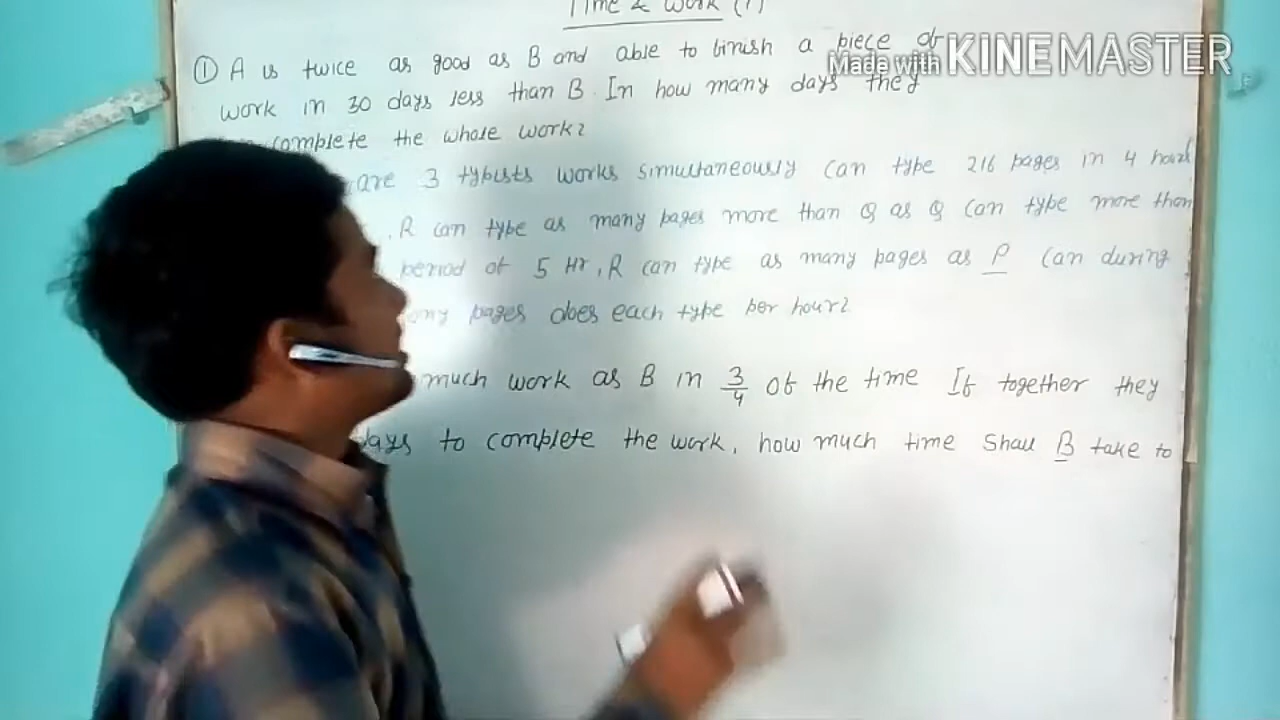 Time & Work (1)
① A is twice as good as B and able to finish a piece of
Made with KINEMASTER
work in 30 days less than B. In how many days they
complete the whole work?
are 3 typists works simultaneously can type 216 pages in 4 hour
R can type as many pages more than Q as Q can type more than
period of 5 Hr, R can type as many pages as P can during
pages does each type per hour?
much work as B in 3/4 of the time If together they
days to complete the work, how much time shall B take to